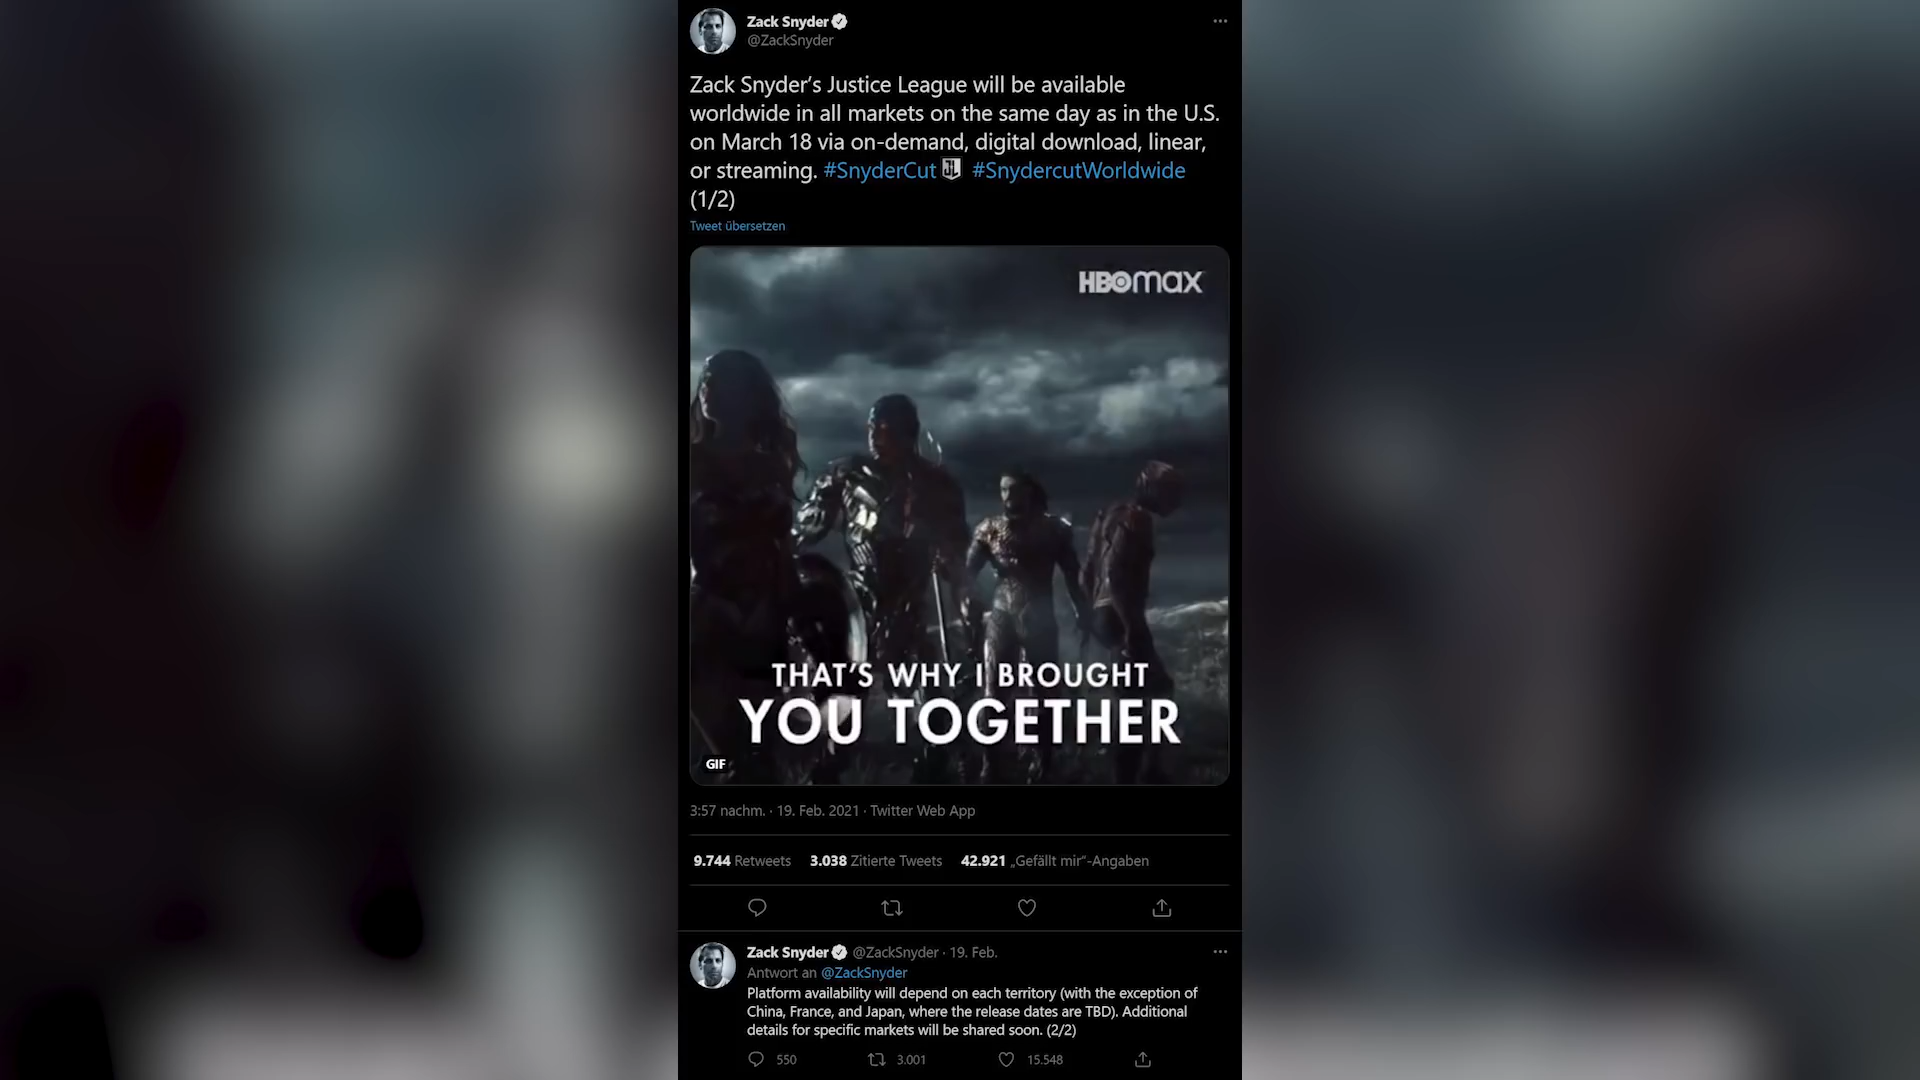 Zack Snyder
@ZackSnyder
Zack Snyder's Justice League will be available
worldwide in all markets on the same day as in the U.S.
on March 18 via on-demand, digital download, linear,
or streaming. #SnyderCut #SnydercutWorldwide
(1/2)
Tweet übersetzen
HBOmax
THAT'S WHY I BROUGHT
YOU TOGETHER
GIF
3:57 nachm. · 19. Feb. 2021 · Twitter Web App
9.744 Retweets 3.038 Zitierte Tweets 42.921 „Gefällt mir“-Angaben
Zack Snyder @ZackSnyder · 19. Feb.
Antwort an @ZackSnyder
Platform availability will depend on each territory (with the exception of
China, France, and Japan, where the release dates are TBD). Additional
details for specific markets will be shared soon. (2/2)
550 3.001 15.548